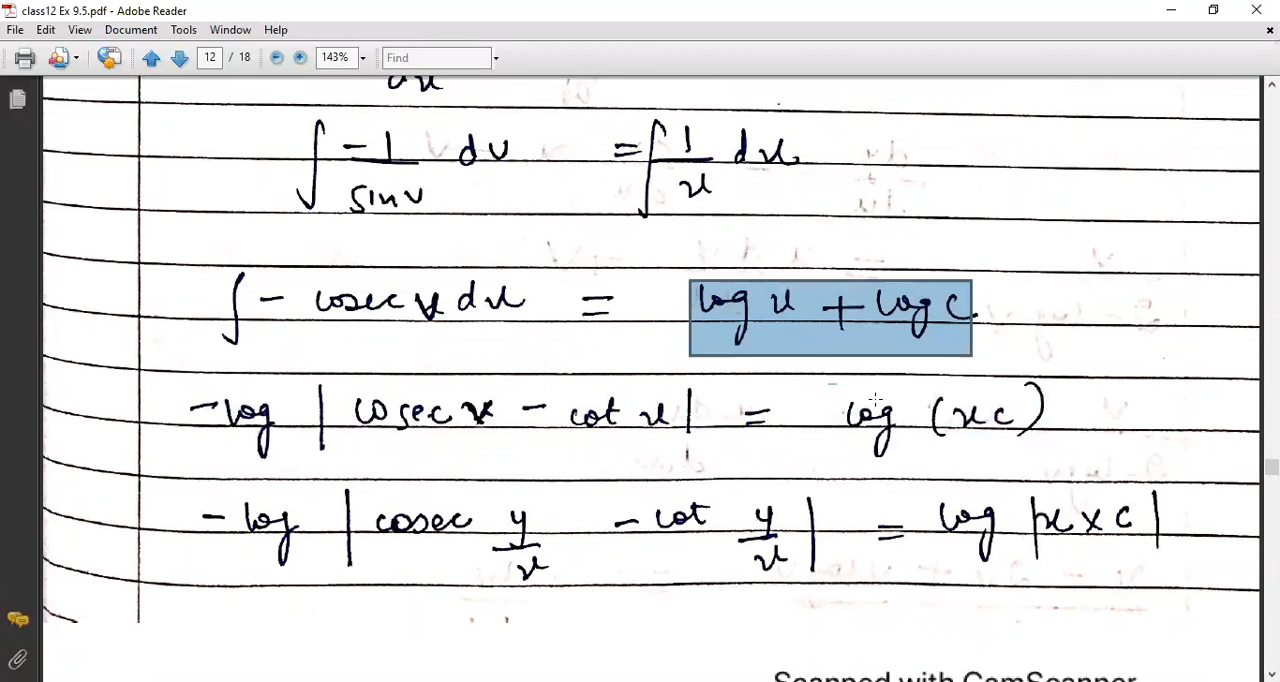 class12 Ex 9.5.pdf - Adobe Reader
File Edit View Document Tools Window Help
12 / 18 143% Find
dx
∫ -1/sinv dv = ∫ 1/x dx
∫ - cosec v dx = log x + log c.
-log | cosec x - cot x | = log (xc)
-log | cosec y/x - cot y/x | = log |x × c|
Scanned with CamScanner